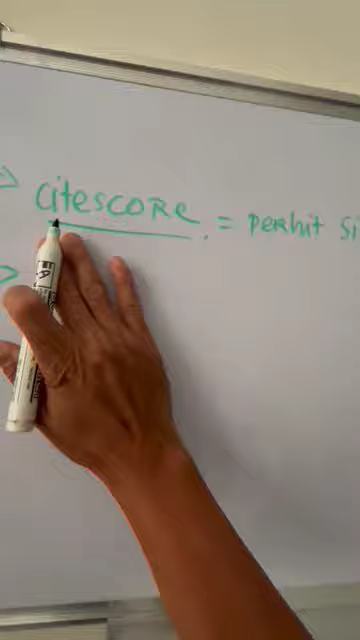 citescore = perhit